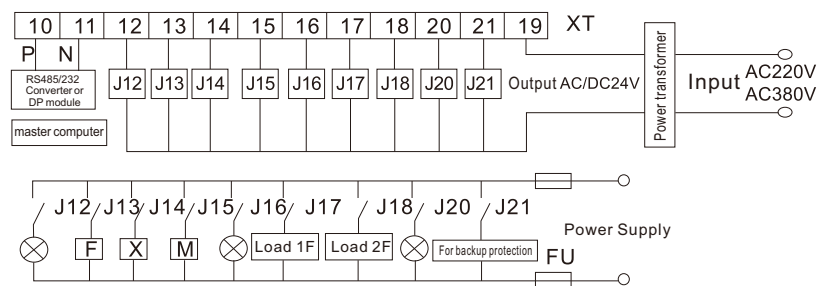 10 11 12 13 14 15 16 17 18 20 21 19 XT
P N
RS485/232
Converter or
DP module
J12 J13 J14 J15 J16 J17 J18 J20 J21 Output AC/DC24V
Power transformer
Input AC220V
AC380V
master computer
J12 J13 J14 J15 J16 J17 J18 J20 J21
Power Supply
F X M Load 1F Load 2F For backup protection FU